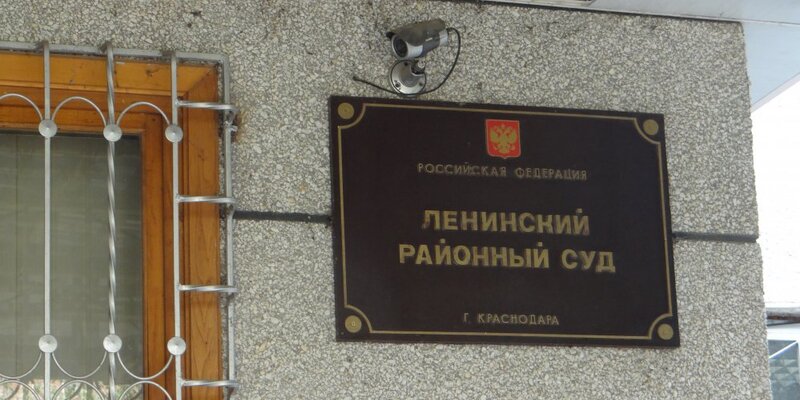 РОССИЙСКАЯ ФЕДЕРАЦИЯ
ЛЕНИНСКИЙ
РАЙОННЫЙ СУД
Г. КРАСНОДАРА